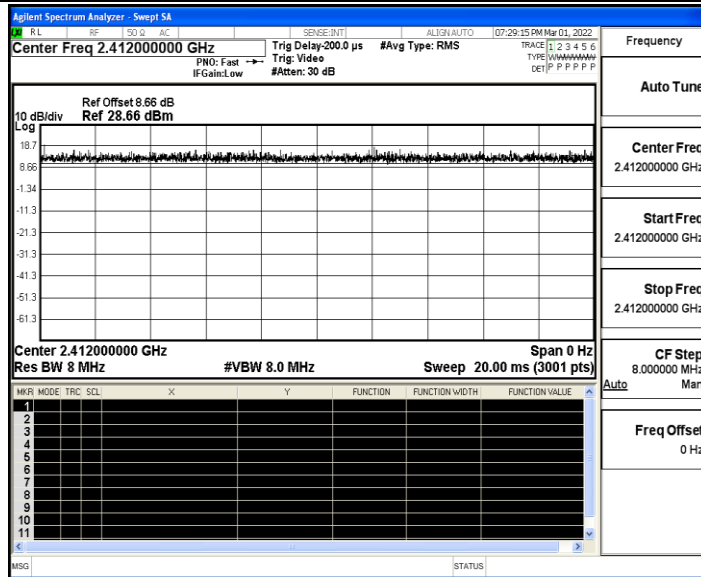 Agilent Spectrum Analyzer - Swept SA
RL RF 50 Ω AC SENSE:INT ALIGN AUTO 07:29:15 PM Mar 01, 2022
Center Freq 2.412000000 GHz
Trig Delay-200.0 µs #Avg Type: RMS
TRACE 1 2 3 4 5 6
PNO: Fast Trig: Video
TYPE WWWWWW
IFGain:Low #Atten: 30 dB
DET P P P P P P
Ref Offset 8.66 dB
10 dB/div Ref 28.66 dBm
Log
18.7
8.66
-1.34
-11.3
-21.3
-31.3
-41.3
-51.3
-61.3
Center 2.412000000 GHz Span 0 Hz
Res BW 8 MHz #VBW 8.0 MHz Sweep 20.00 ms (3001 pts)
MKR MODE TRC SCL X Y FUNCTION FUNCTION WIDTH FUNCTION VALUE
1
2
3
4
5
6
7
8
9
10
11
MSG STATUS
Frequency
Auto Tune
Center Freq
2.412000000 GHz
Start Freq
2.412000000 GHz
Stop Freq
2.412000000 GHz
CF Step
8.000000 MHz
Auto Man
Freq Offset
0 Hz